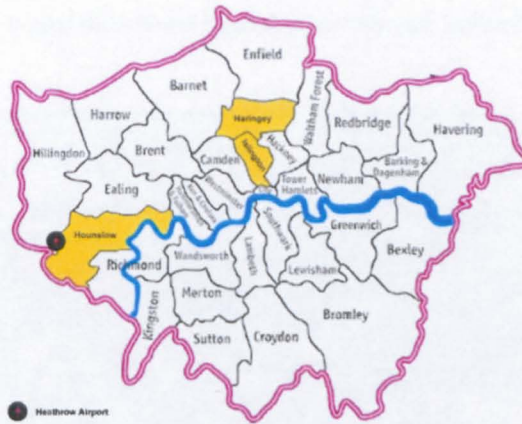 Enfield
Barnet
Haringey
Waltham Forest
Redbridge
Havering
Harrow
Hillingdon
Brent
Camden
Islington
Hackney
Barking &
Dagenham
Ealing
Westminster
Tower
Hamlets
Newham
Hounslow
Richmond
Wandsworth
Lambeth
Southwark
Greenwich
Lewisham
Bexley
Kingston
Merton
Sutton
Croydon
Bromley
Heathrow Airport